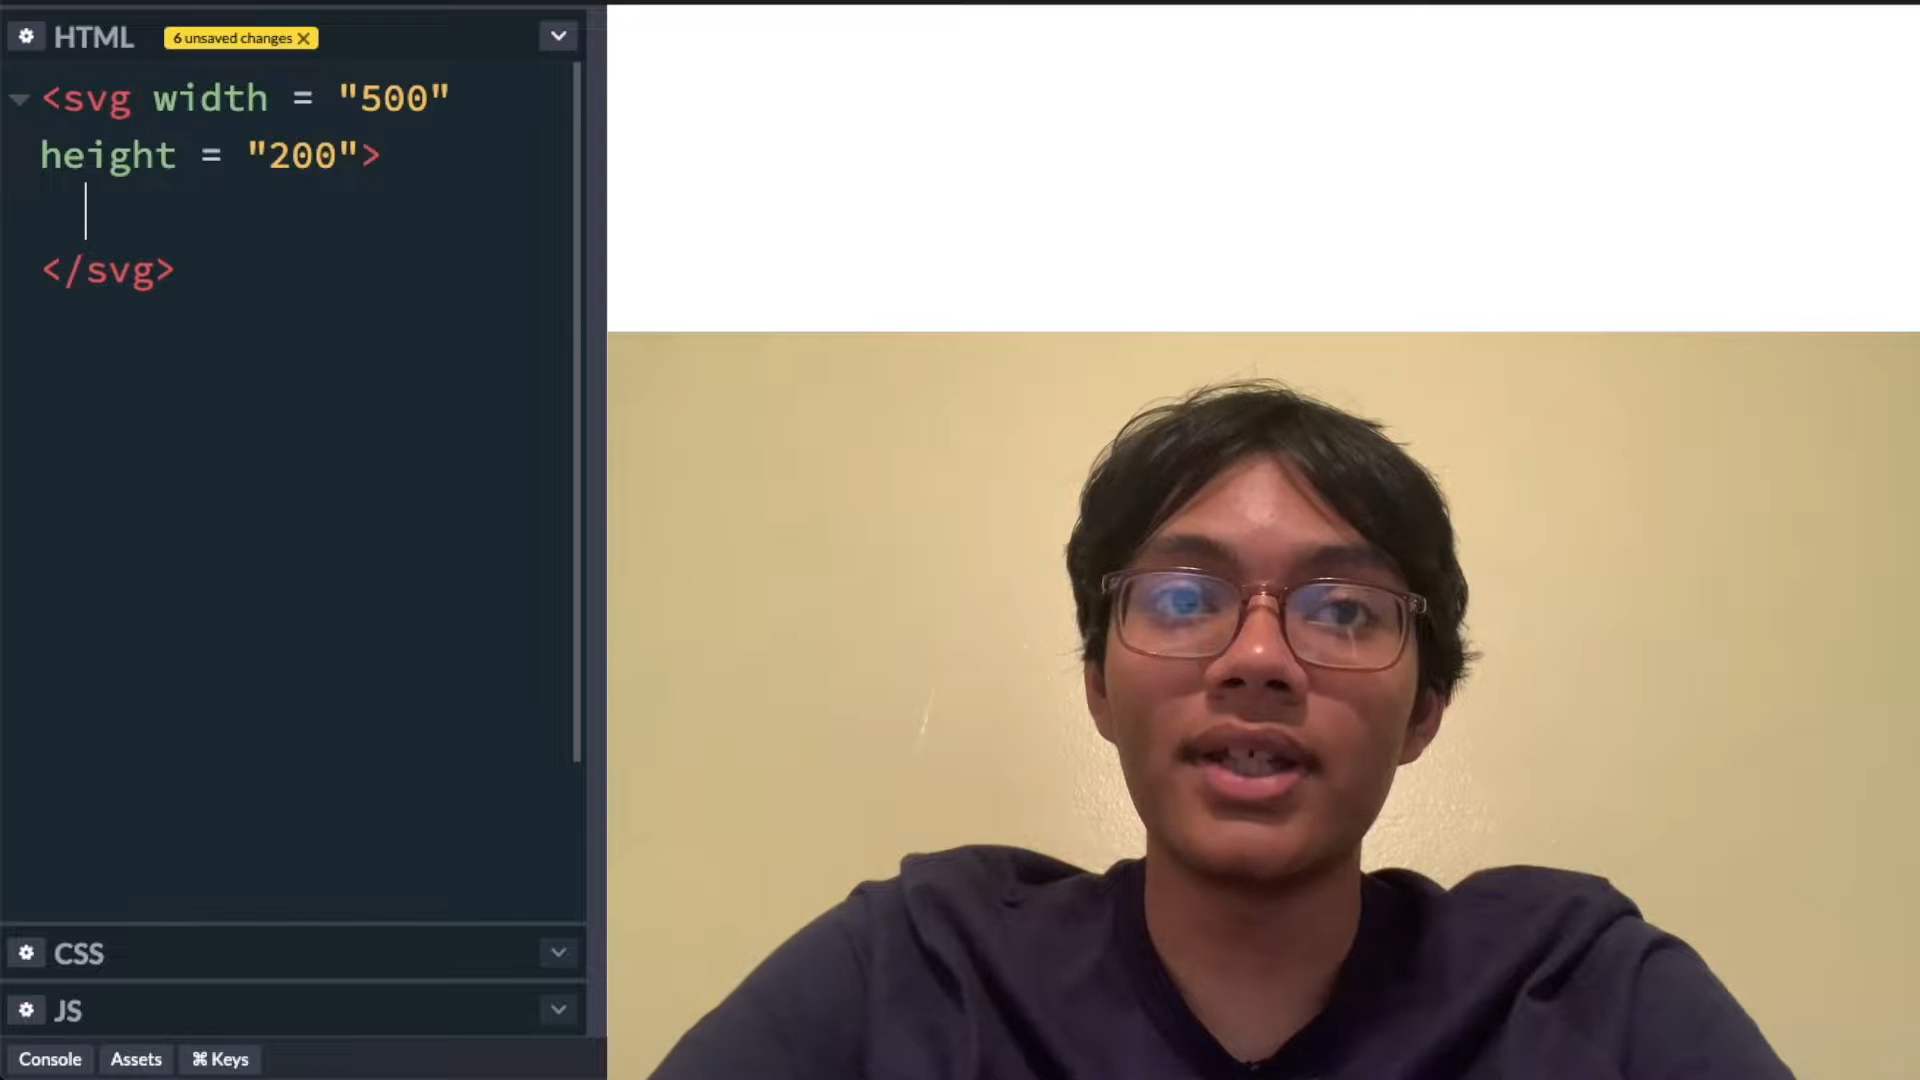 HTML
6 unsaved changes
<svg width = "500"
height = "200">
</svg>
CSS
JS
Console Assets ⌘ Keys